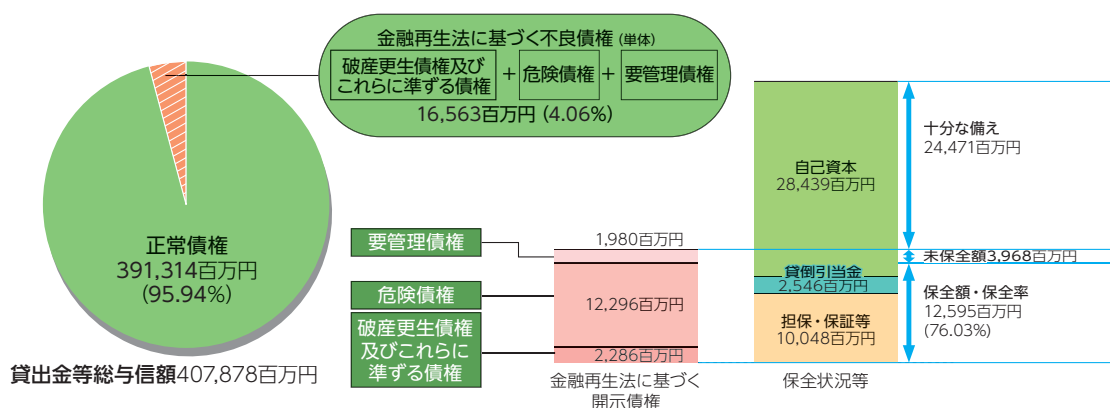 金融再生法に基づく不良債権 (単体)
破産更生債権及び
これらに準ずる債権
+
危険債権
+
要管理債権
16,563百万円 (4.06%)
正常債権
391,314百万円
(95.94%)
貸出金等総与信額407,878百万円
要管理債権
危険債権
破産更生債権
及びこれらに
準ずる債権
1,980百万円
12,296百万円
2,286百万円
金融再生法に基づく
開示債権
自己資本
28,439百万円
貸倒引当金
2,546百万円
担保・保証等
10,048百万円
保全状況等
十分な備え
24,471百万円
未保全額3,968百万円
保全額・保全率
12,595百万円
(76.03%)